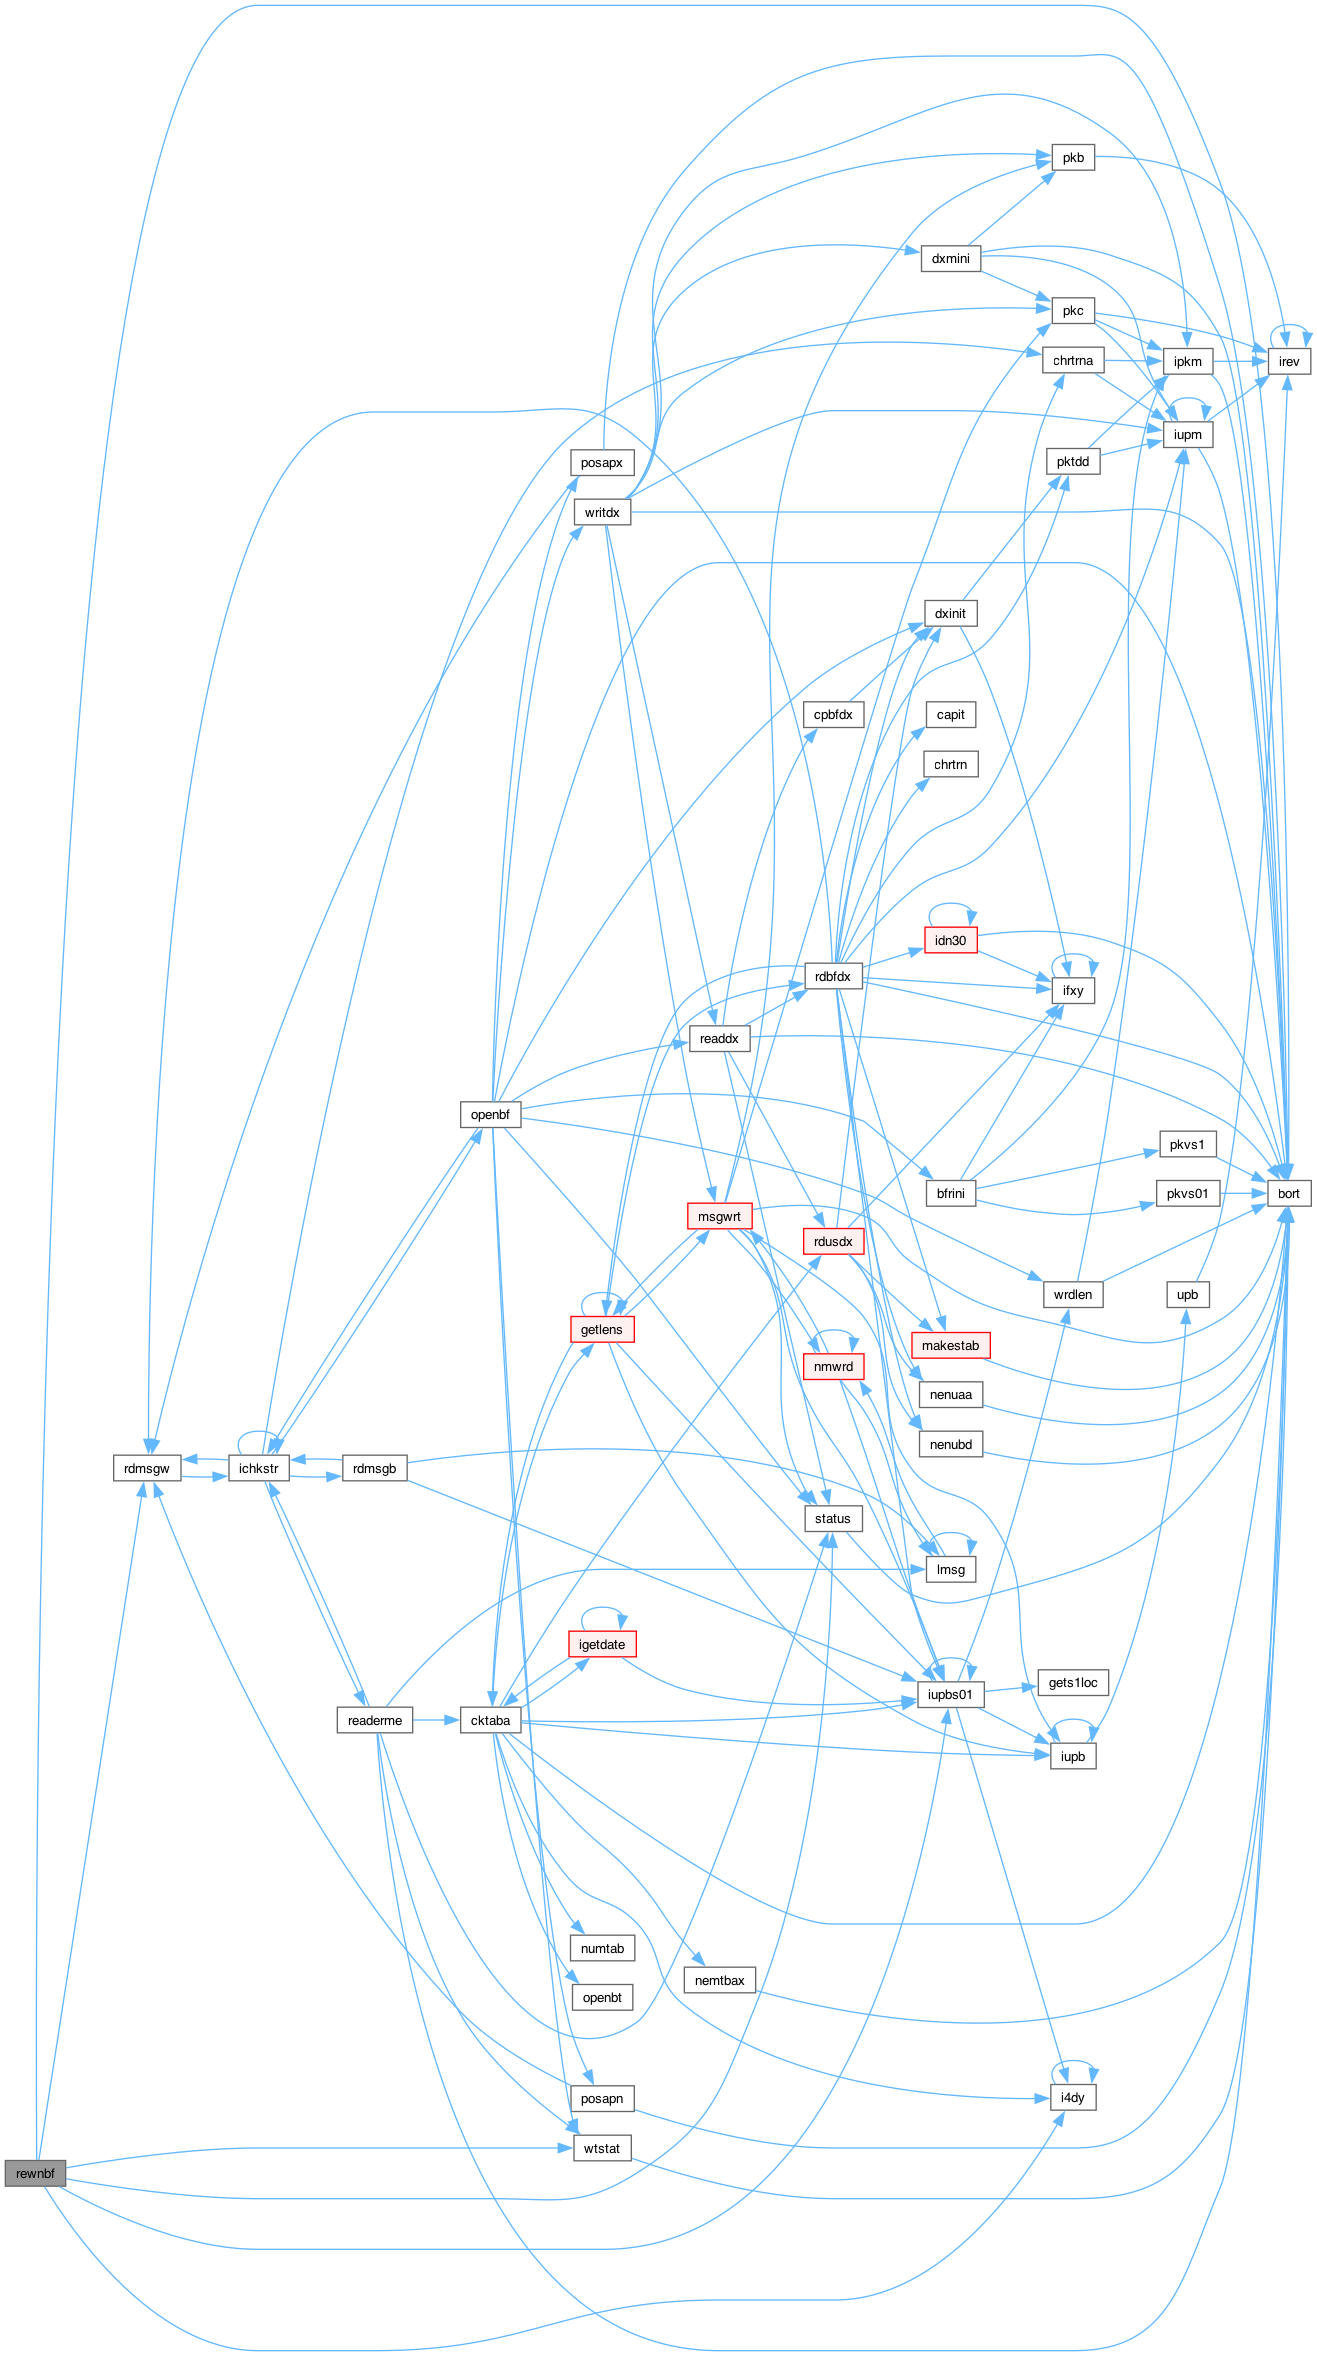 pkb
dxmini
pkc
chrtrna
ipkm
irev
iupm
posapx
pktdd
writdx
dxinit
cpbfdx
capit
chrtrn
idn30
rdbfdx
ifxy
readdx
openbf
pkvs1
bfrini
pkvs01
bort
msgwrt
rdusdx
wrdlen
upb
getlens
makestab
nmwrd
nenuaa
nenubd
rdmsgw
ichkstr
rdmsgb
status
lmsg
igetdate
gets1loc
iupbs01
readerme
cktaba
iupb
numtab
nemtbax
openbt
i4dy
posapn
wtstat
rewnbf